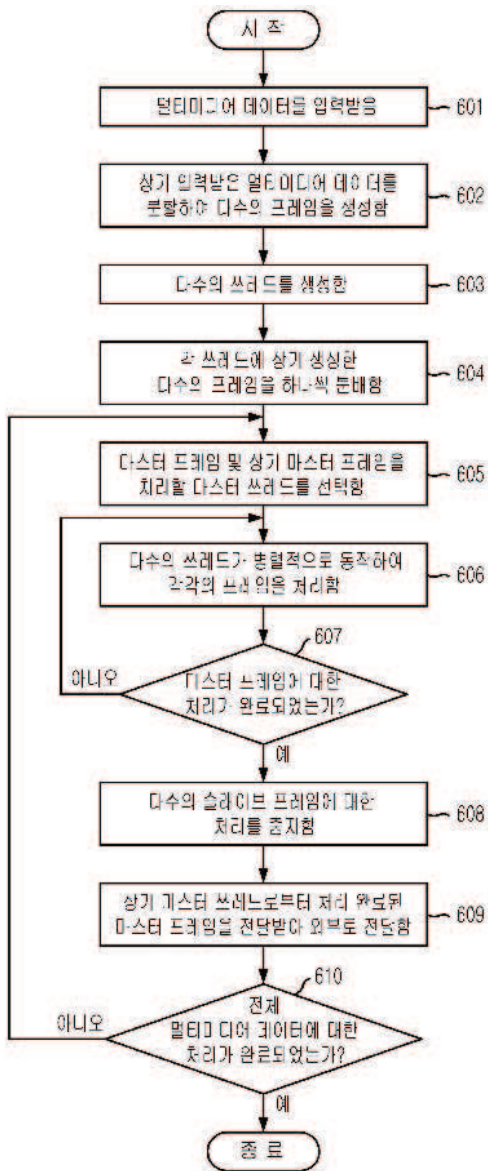 시 작
멀티미디어 데이터를 입력받음
601
상기 입력받은 멀티미디어 데이터를
분할하여 다수의 프레임을 생성함
602
다수의 쓰레드를 생성함
603
각 쓰레드에 상기 생성한
다수의 프레임을 하나씩 분배함
604
마스터 프레임 및 상기 마스터 프레임을
처리할 마스터 쓰레드를 선택함
605
다수의 쓰레드가 병렬적으로 동작하여
각각의 프레임을 처리함
606
607
마스터 프레임에 대한
처리가 완료되었는가?
아니오
예
다수의 슬레이브 프레임에 대한
처리를 중지함
608
상기 마스터 쓰레드로부터 처리 완료된
마스터 프레임을 전달받아 외부로 전달함
609
610
전체
멀티미디어 데이터에 대한
처리가 완료되었는가?
아니오
예
종 료